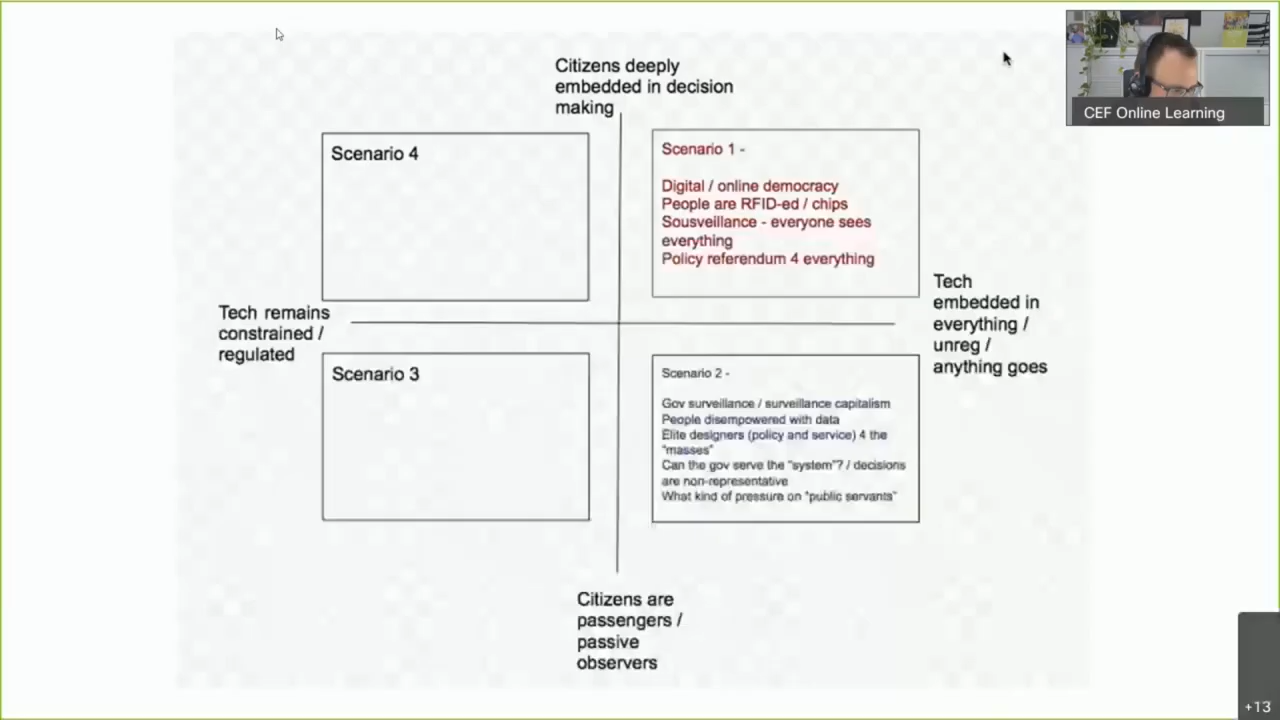 CEF Online Learning
Citizens deeply
embedded in decision
making
Scenario 4
Scenario 1 -
Digital / online democracy
People are RFID-ed / chips
Sousveillance - everyone sees
everything
Policy referendum 4 everything
Tech remains
constrained /
regulated
Tech
embedded in
everything /
unreg /
anything goes
Scenario 3
Scenario 2 -
Gov surveillance / surveillance capitalism
People disempowered with data
Elite designers (policy and service) 4 the
"masses"
Can the gov serve the "system"? / decisions
are non-representative
What kind of pressure on "public servants"
Citizens are
passengers /
passive
observers
+13